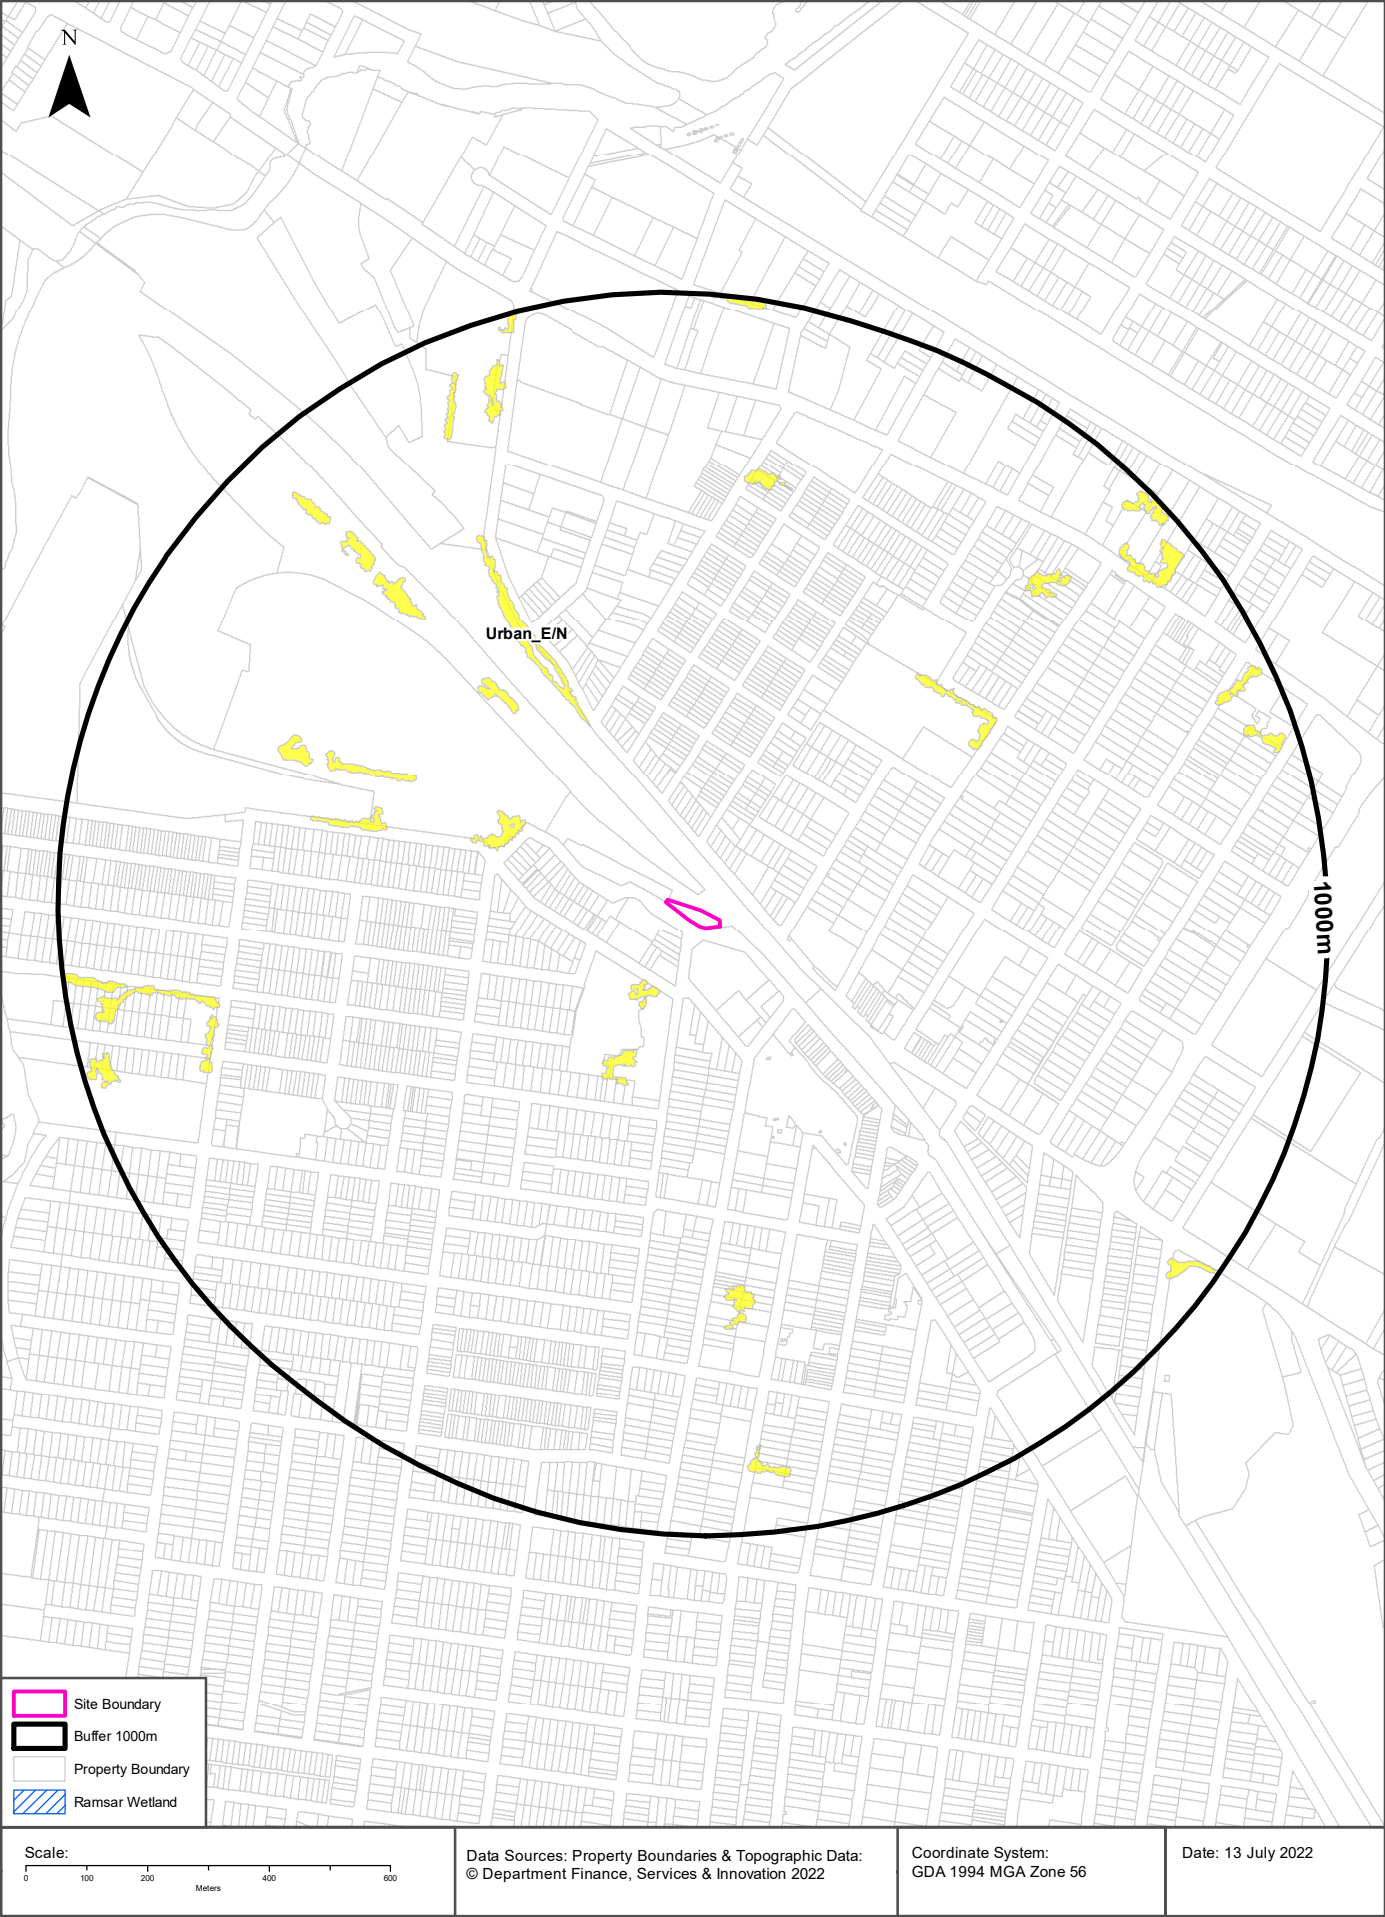 N
Urban_E/N
1000m
Site Boundary
Buffer 1000m
Property Boundary
Ramsar Wetland
Scale:
0 100 200 400 600
Meters
Data Sources: Property Boundaries & Topographic Data:
© Department Finance, Services & Innovation 2022
Coordinate System:
GDA 1994 MGA Zone 56
Date: 13 July 2022